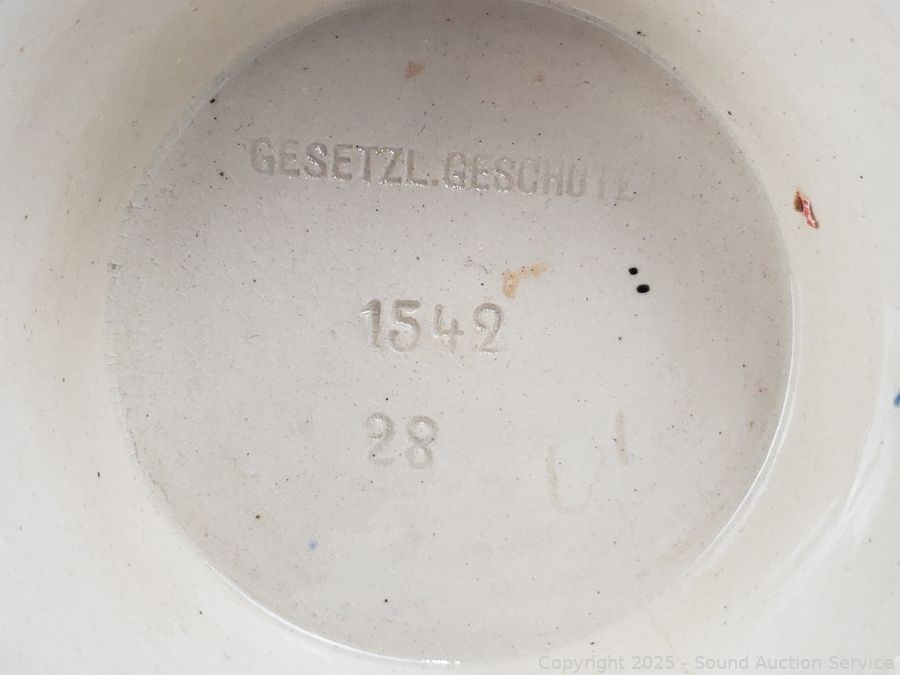 GESETZL.GESCHÜTZ
1542
28
Copyright 2025 - Sound Auction Service